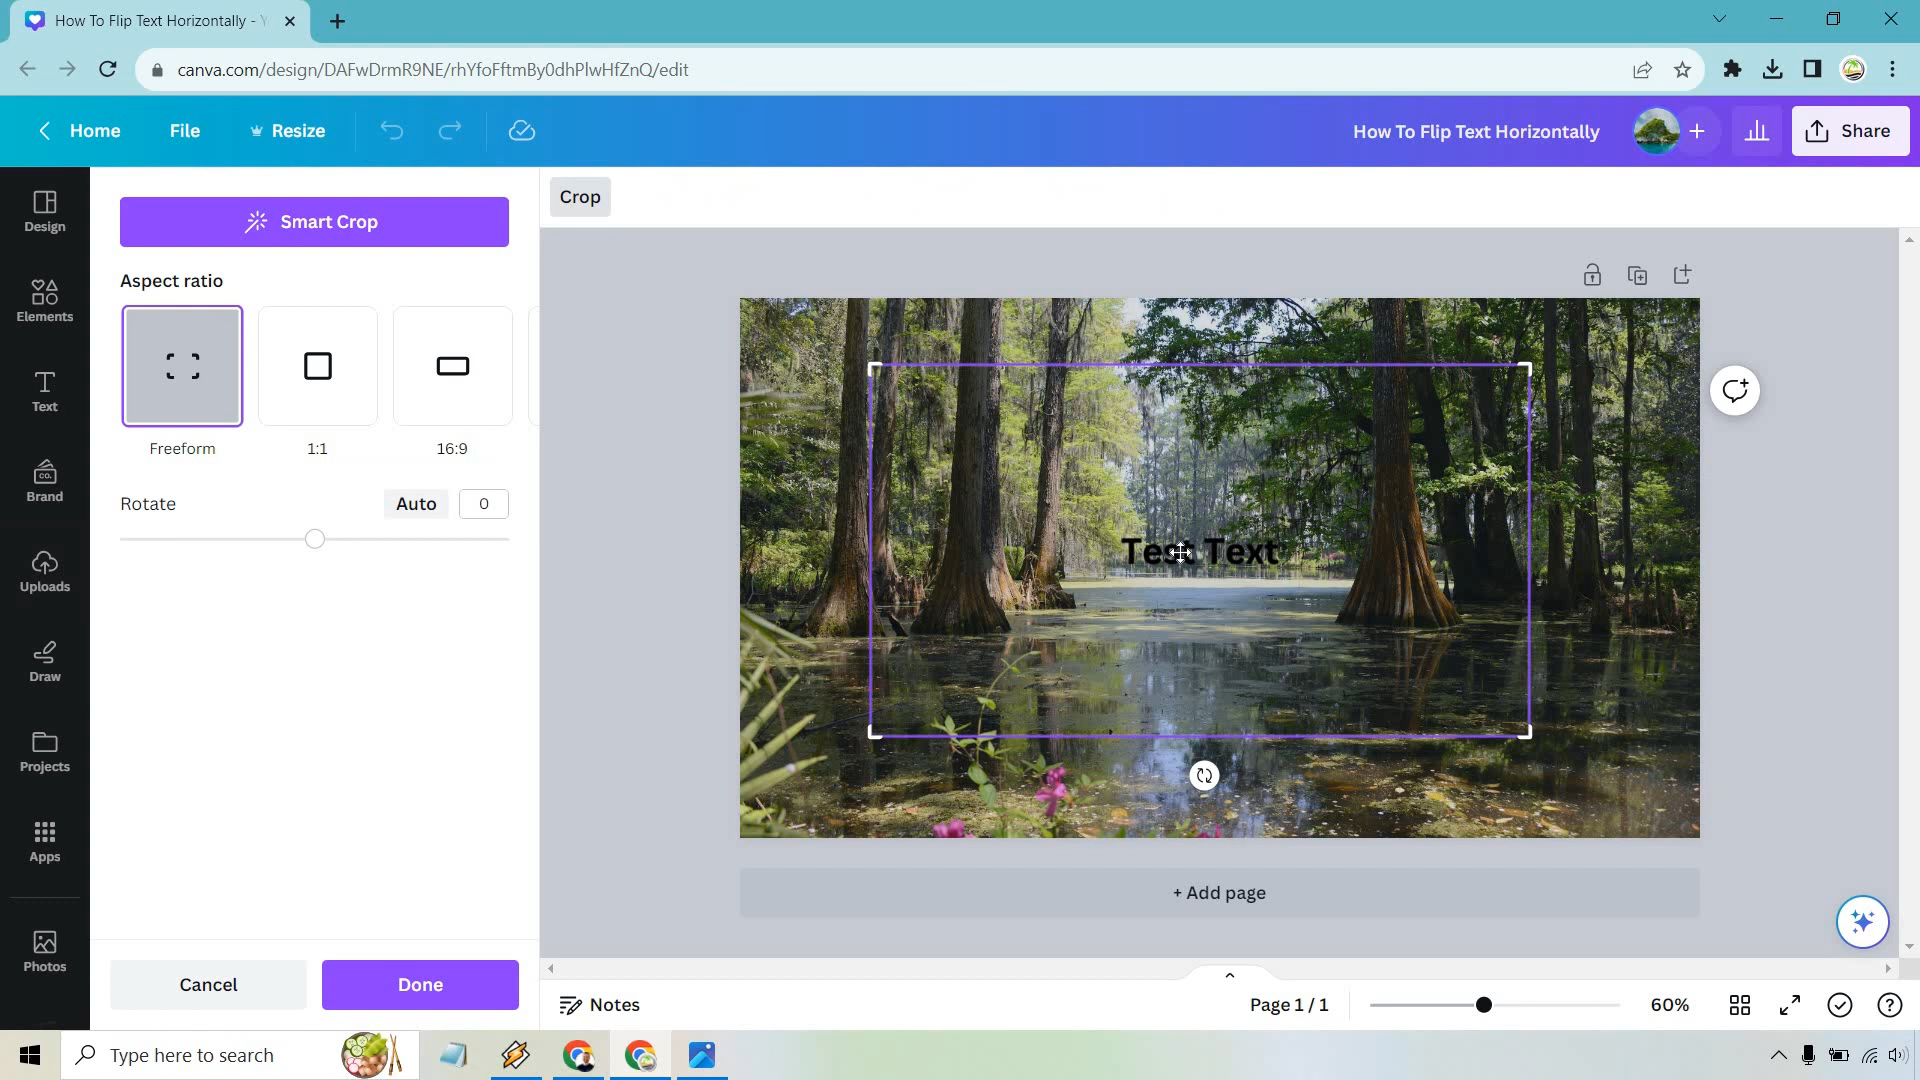 How To Flip Text Horizontally - Y
canva.com/design/DAFwDrmR9NE/rhYfoFftmBy0dhPlwHfZnQ/edit
Home File Resize How To Flip Text Horizontally Share
Design
Elements
Text
CO.
Brand
Uploads
Draw
Projects
Apps
Photos
Smart Crop
Aspect ratio
Freeform 1:1 16:9
Rotate Auto 0
Cancel Done
Crop
Test Text
+ Add page
Notes Page 1 / 1 60%
Type here to search